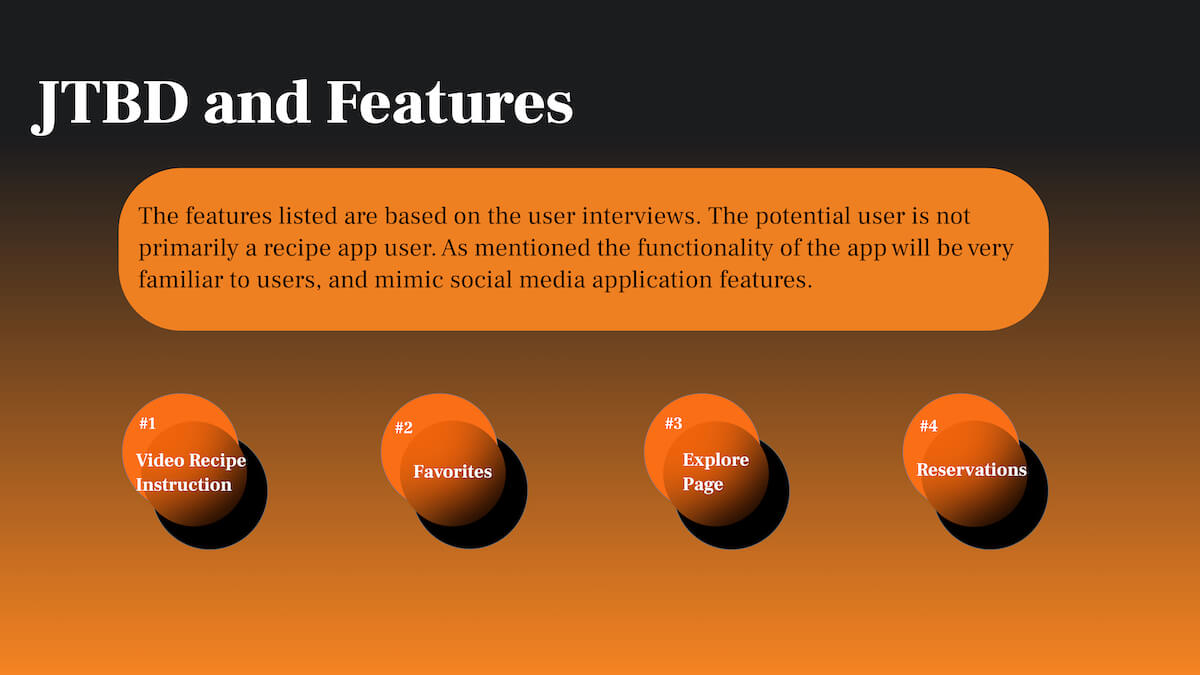 JTBD and Features
The features listed are based on the user interviews. The potential user is not
primarily a recipe app user. As mentioned the functionality of the app will be very
familiar to users, and mimic social media application features.
#1
Video Recipe
Instruction
#2
Favorites
#3
Explore
Page
#4
Reservations